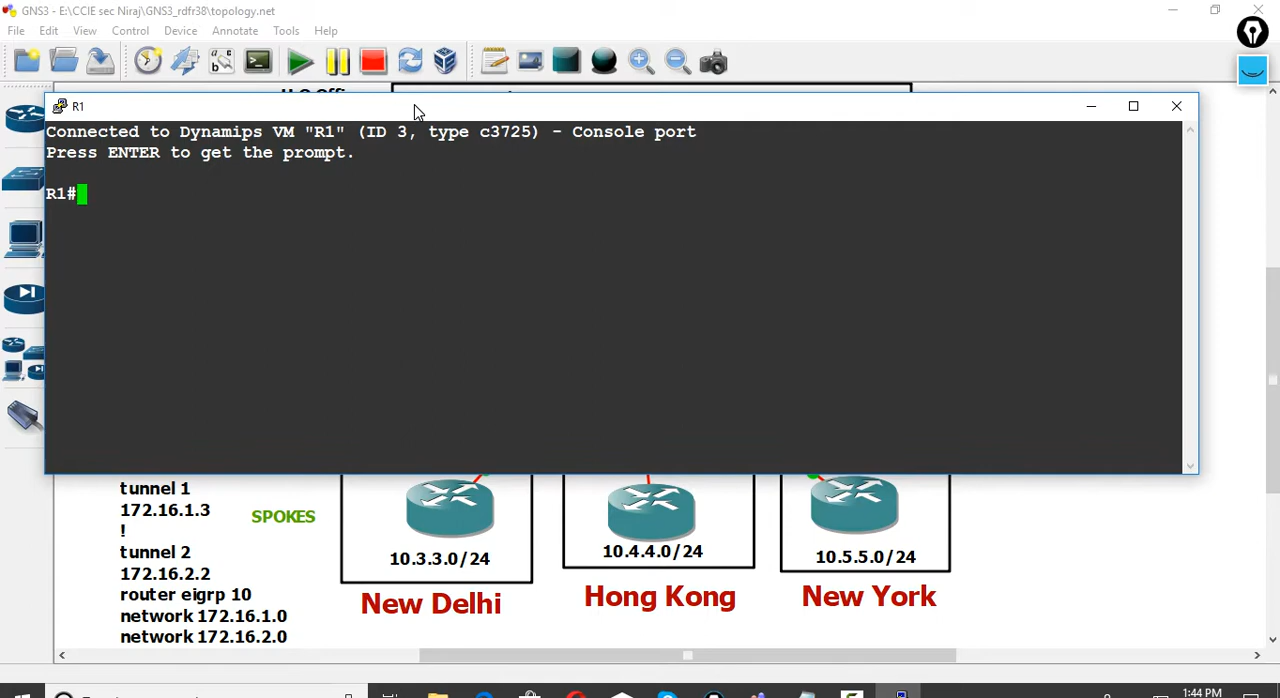 GNS3 - E:\CCIE sec Niraj\GNS3_rdfr38\topology.net
File Edit View Control Device Annotate Tools Help
R1
Connected to Dynamips VM "R1" (ID 3, type c3725) - Console port
Press ENTER to get the prompt.
R1#
tunnel 1
172.16.1.3
!
tunnel 2
172.16.2.2
router eigrp 10
network 172.16.1.0
network 172.16.2.0
SPOKES
10.3.3.0/24
10.4.4.0/24
10.5.5.0/24
New Delhi
Hong Kong
New York
1:44 PM